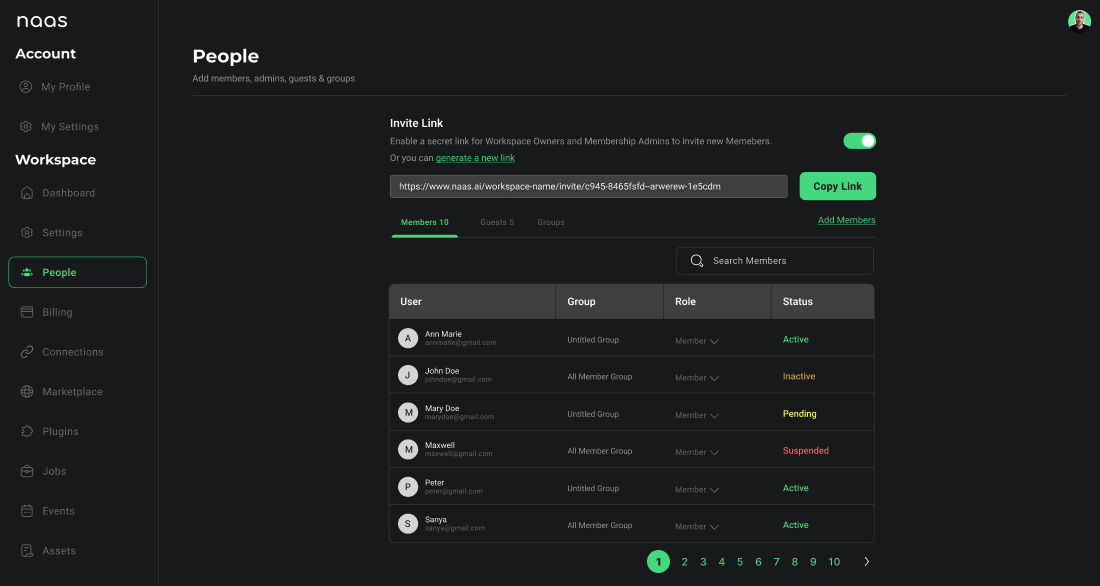 naas
Account
My Profile
My Settings
Workspace
Dashboard
Settings
People
Billing
Connections
Marketplace
Plugins
Jobs
Events
Assets
People
Add members, admins, guests & groups
Invite Link
Enable a secret link for Workspace Owners and Membership Admins to invite new Memebers.
Or you can generate a new link
https://www.naas.ai/workspace-name/invite/c945-8465fsfd--arwerew-1e5cdm
Copy Link
Members 10 Guests 5 Groups
Add Members
Search Members
User Group Role Status
A Ann Marie
annmarie@gmail.com
Untitled Group Member Active
J John Doe
johndoe@gmail.com
All Member Group Member Inactive
M Mary Doe
marydoe@gmail.com
Untitled Group Member Pending
M Maxwell
maxwell@gmail.com
All Member Group Member Suspended
P Peter
peter@gmail.com
Untitled Group Member Active
S Sanya
sanya@gmail.com
All Member Group Member Active
1 2 3 4 5 6 7 8 9 10